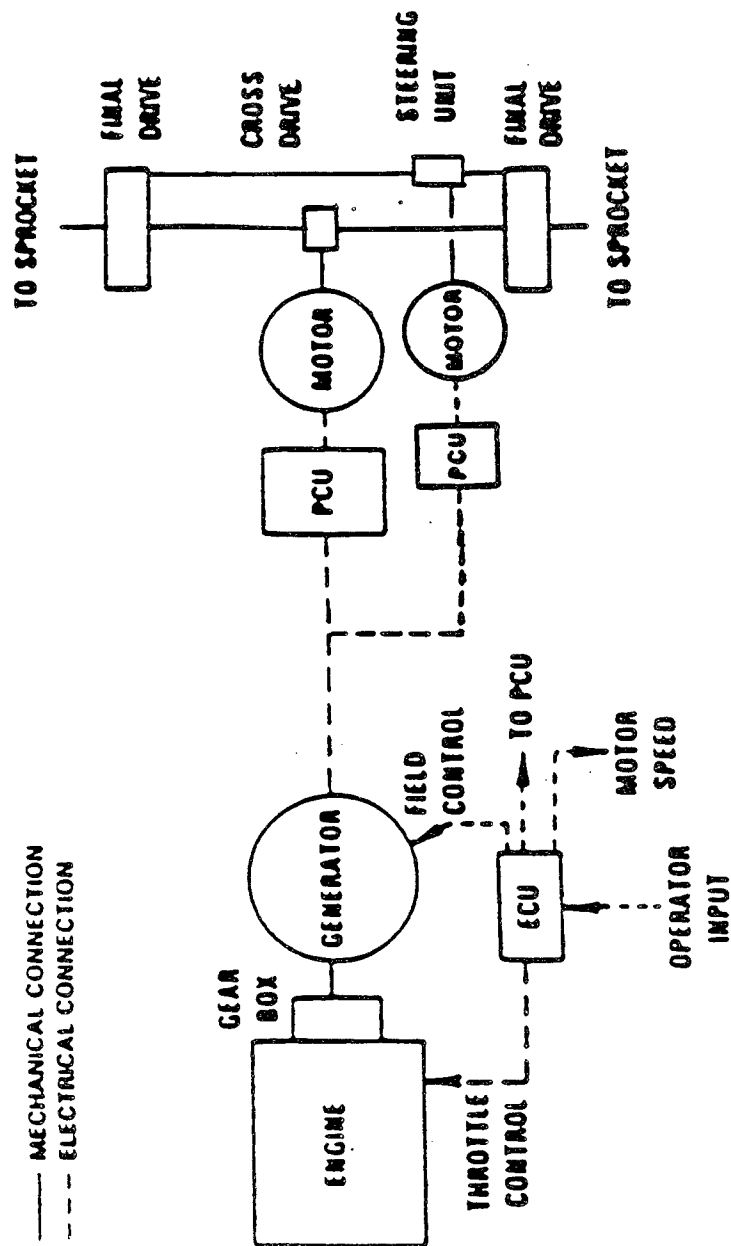 —— MECHANICAL CONNECTION
--- ELECTRICAL CONNECTION
ENGINE
GEAR
BOX
GENERATOR
THROTTLE
CONTROL
FIELD
CONTROL
ECU
OPERATOR
INPUT
TO PCU
MOTOR
SPEED
PCU
MOTOR
PCU
MOTOR
TO SPROCKET
FINAL
DRIVE
CROSS
DRIVE
STEERING
UNIT
FINAL
DRIVE
TO SPROCKET